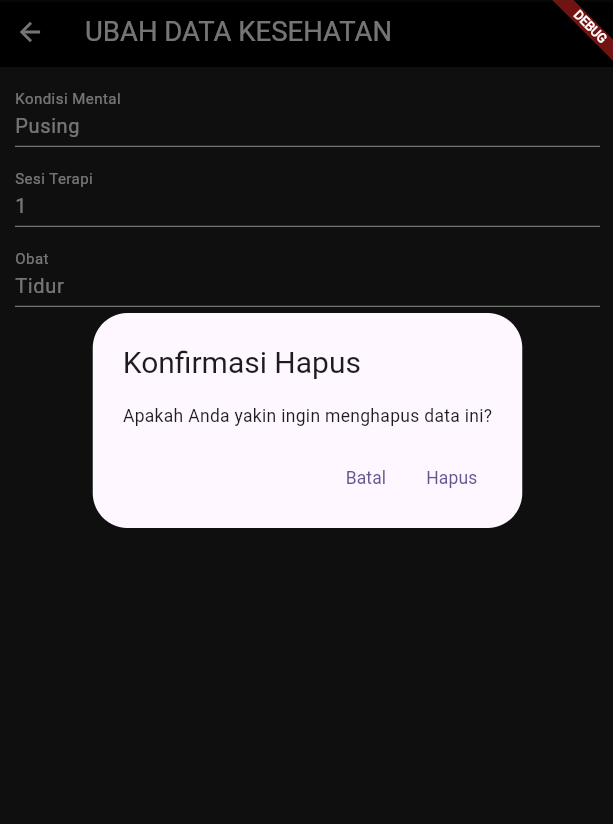 UBAH DATA KESEHATAN
DEBUG
Kondisi Mental
Pusing
Sesi Terapi
1
Obat
Tidur
Konfirmasi Hapus
Apakah Anda yakin ingin menghapus data ini?
Batal Hapus